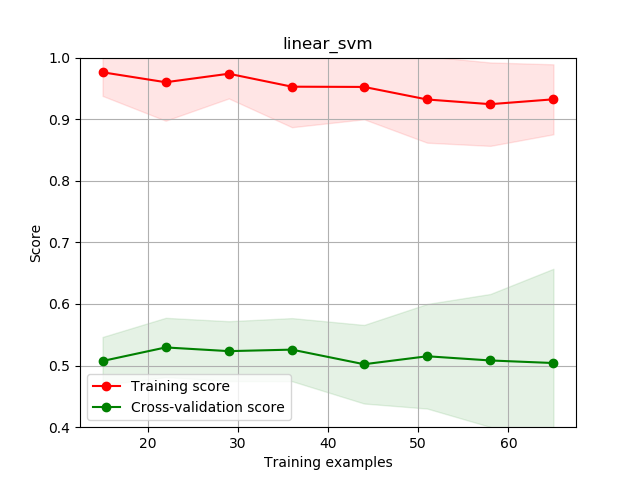 linear_svm
1.0
0.9
0.8
0.7
0.6
0.5
0.4
Score
Training score
Cross-validation score
20
30
40
50
60
Training examples